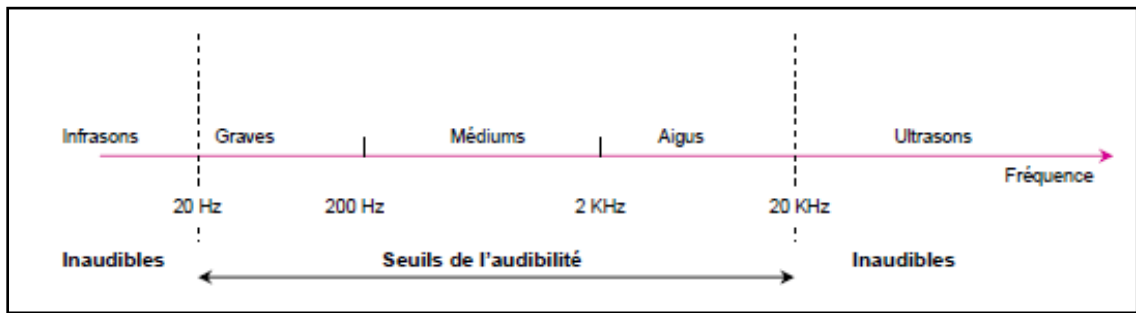 Infrasons Graves Médiums Aigus Ultrasons
Fréquence
20 Hz 200 Hz 2 KHz 20 KHz
Inaudibles Seuils de l'audibilité Inaudibles